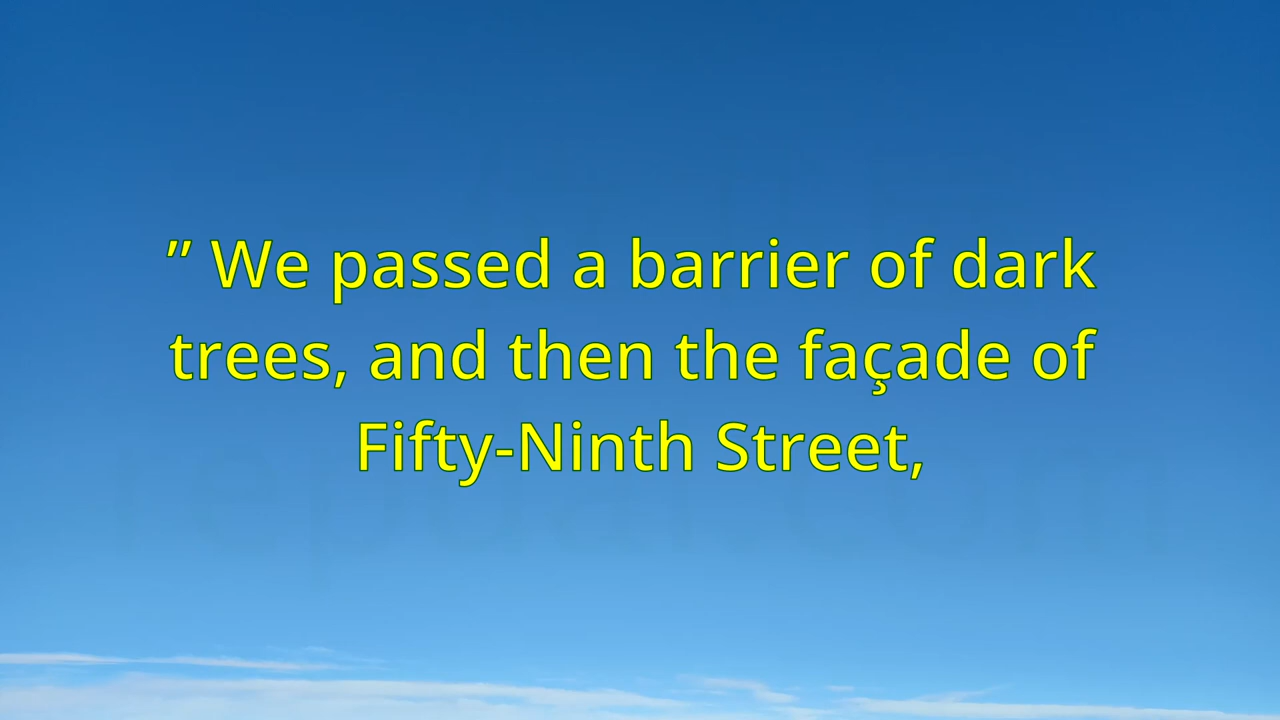 ” We passed a barrier of dark
trees, and then the façade of
Fifty-Ninth Street,